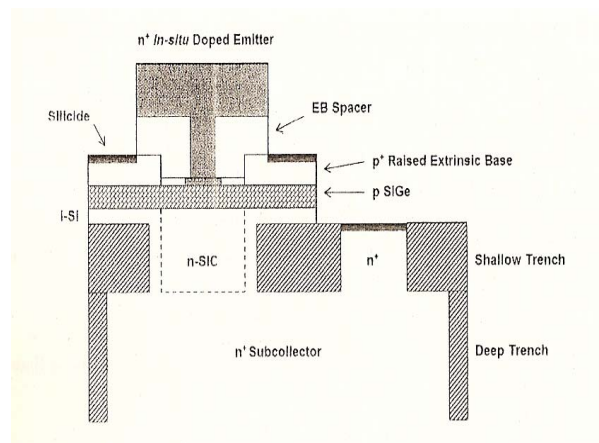 n⁺ In-situ Doped Emitter
EB Spacer
Silicide
p⁺ Raised Extrinsic Base
p SiGe
i-Si
n-SIC
n⁺
Shallow Trench
n⁺ Subcollector
Deep Trench